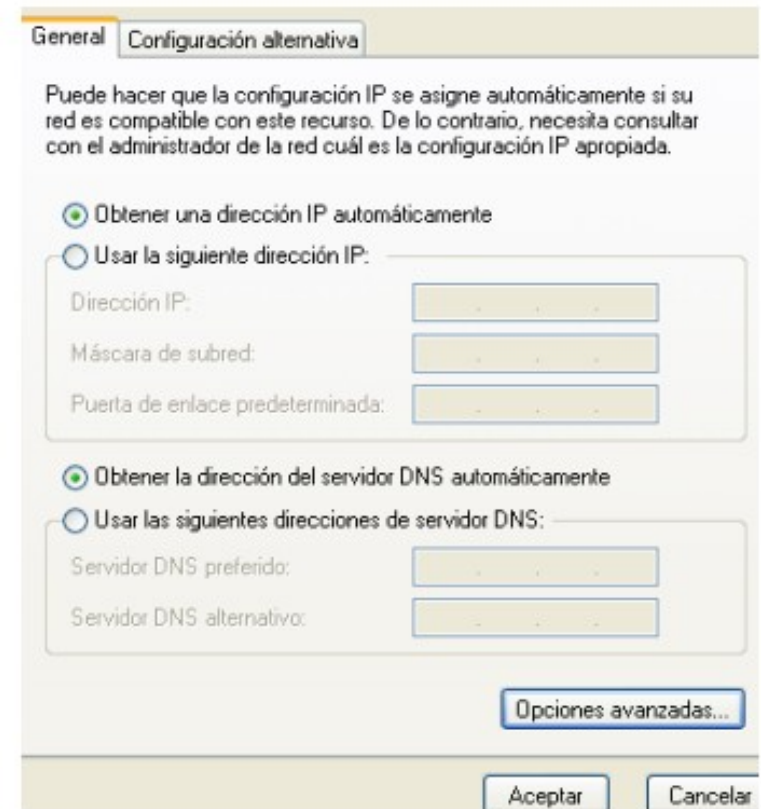 General
Configuración alternativa
Puede hacer que la configuración IP se asigne automáticamente si su
red es compatible con este recurso. De lo contrario, necesita consultar
con el administrador de la red cuál es la configuración IP apropiada.
Obtener una dirección IP automáticamente
Usar la siguiente dirección IP:
Dirección IP:
Máscara de subred:
Puerta de enlace predeterminada:
Obtener la dirección del servidor DNS automáticamente
Usar las siguientes direcciones de servidor DNS:
Servidor DNS preferido:
Servidor DNS alternativo:
Opciones avanzadas...
Aceptar
Cancelar